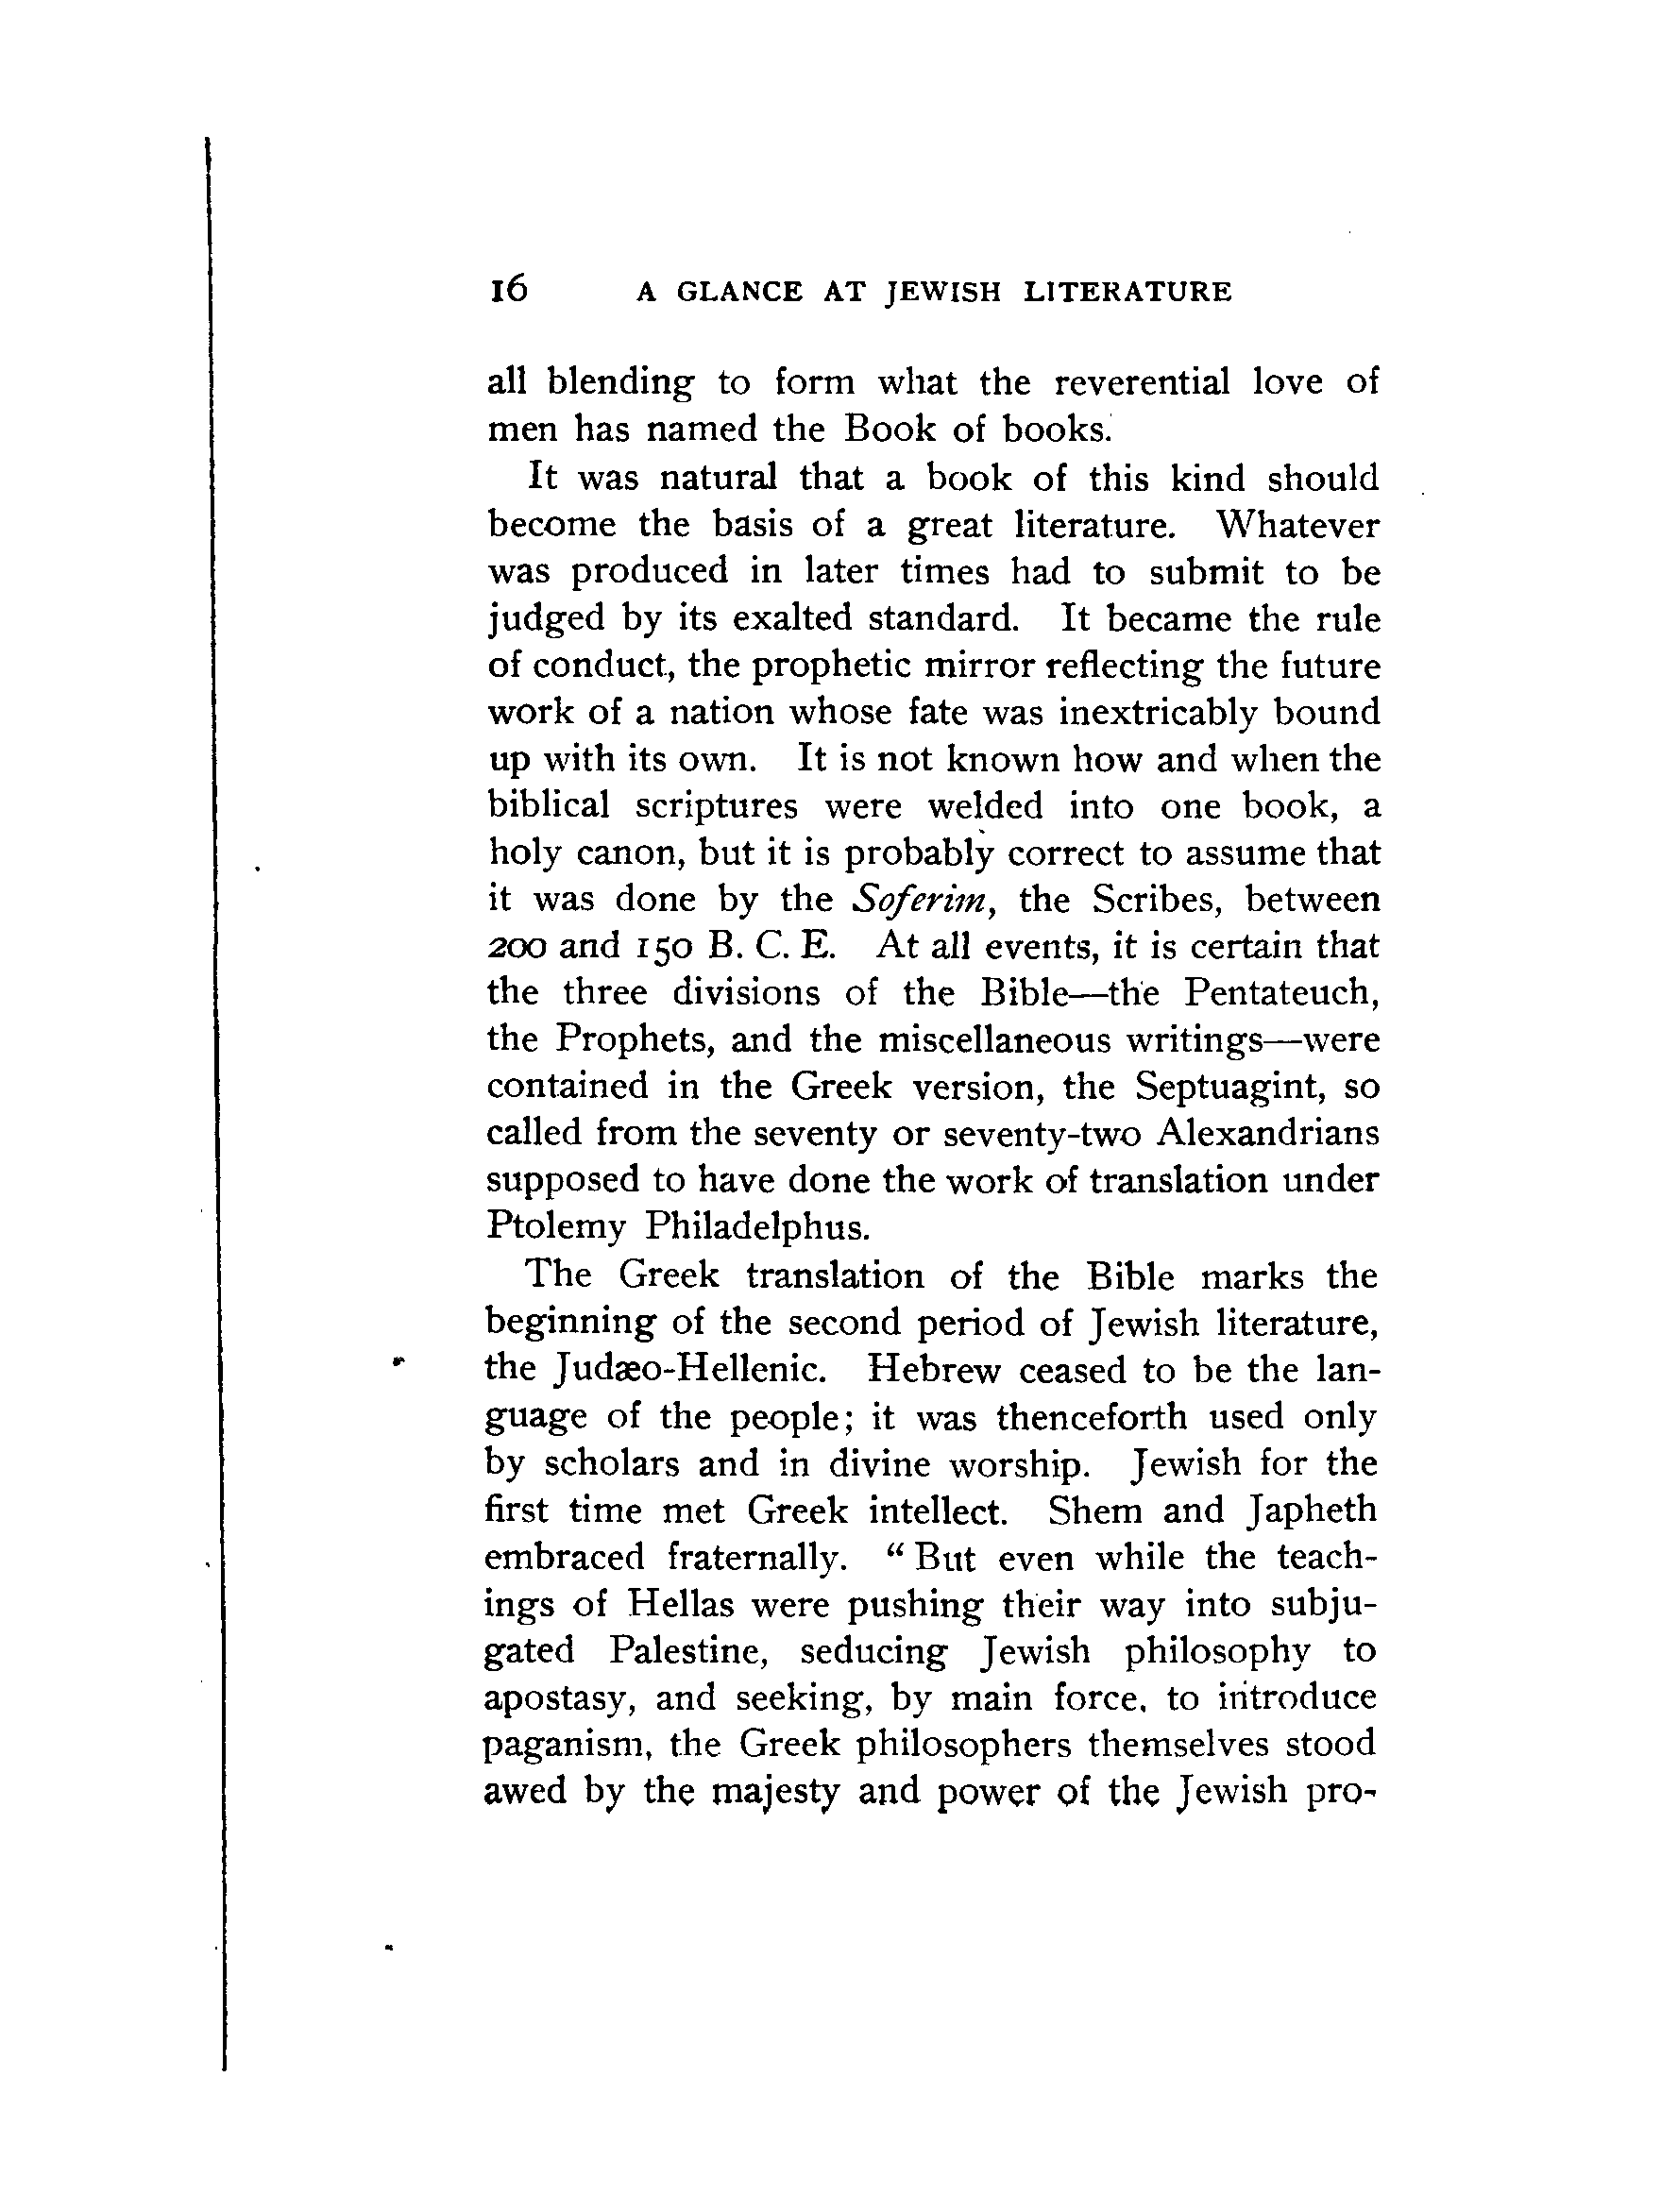 16 A GLANCE AT JEWISH LITERATURE
all blending to form what the reverential love of
men has named the Book of books.
It was natural that a book of this kind should
become the basis of a great literature. Whatever
was produced in later times had to submit to be
judged by its exalted standard. It became the rule
of conduct, the prophetic mirror reflecting the future
work of a nation whose fate was inextricably bound
up with its own. It is not known how and when the
biblical scriptures were welded into one book, a
holy canon, but it is probably correct to assume that
it was done by the Soferim, the Scribes, between
200 and 150 B. C. E. At all events, it is certain that
the three divisions of the Bible—the Pentateuch,
the Prophets, and the miscellaneous writings—were
contained in the Greek version, the Septuagint, so
called from the seventy or seventy-two Alexandrians
supposed to have done the work of translation under
Ptolemy Philadelphus.
The Greek translation of the Bible marks the
beginning of the second period of Jewish literature,
the Judæo-Hellenic. Hebrew ceased to be the lan-
guage of the people; it was thenceforth used only
by scholars and in divine worship. Jewish for the
first time met Greek intellect. Shem and Japheth
embraced fraternally. “But even while the teach-
ings of Hellas were pushing their way into subju-
gated Palestine, seducing Jewish philosophy to
apostasy, and seeking, by main force, to introduce
paganism, the Greek philosophers themselves stood
awed by the majesty and power of the Jewish pro-